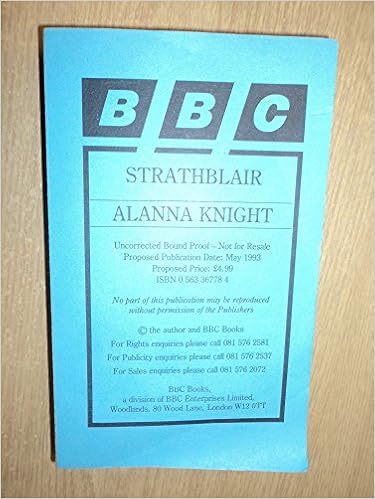 BBC
STRATHBLAIR
ALANNA KNIGHT
Uncorrected Bound Proof – Not for Resale
Proposed Publication Date: May 1993
Proposed Price: £4.99
ISBN 0 563 36778 4
No part of this publication may be reproduced
without permission of the Publishers
© the author and BBC Books
For Rights enquiries please call 081 576 2581
For Publicity enquiries please call 081 576 2537
For Sales enquiries please call 081 576 2072
BBC Books,
a division of BBC Enterprises Limited,
Woodlands, 80 Wood Lane, London W12 0TT